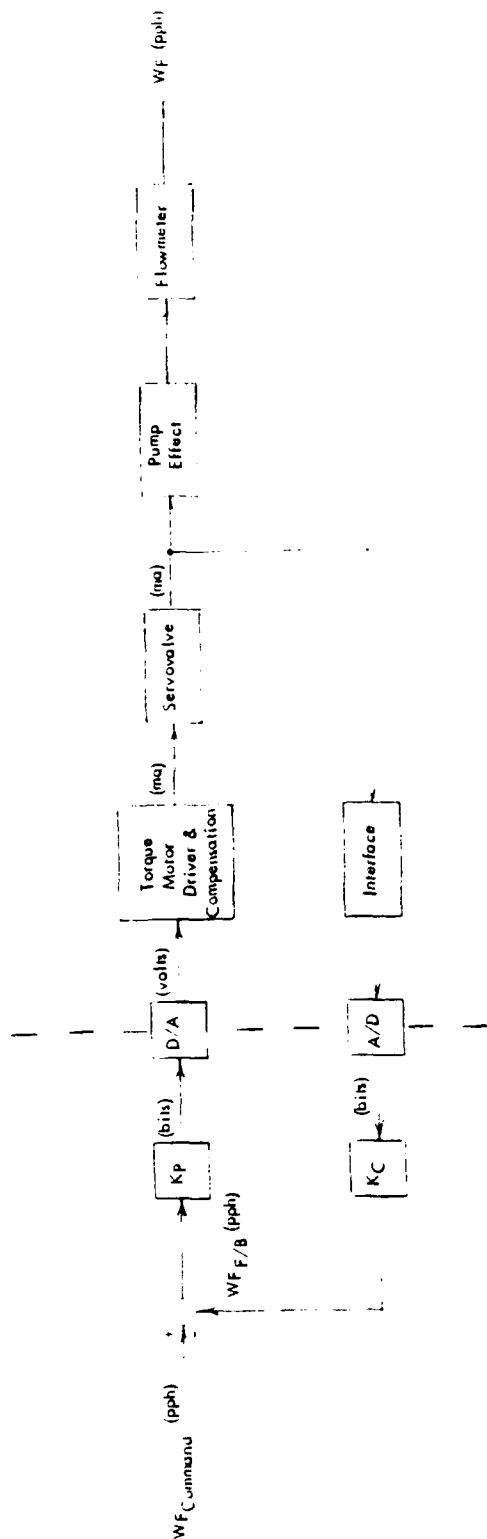 WFCommand (pph)
+
-
WF F/B (pph)
KP
(bits)
D/A
(volts)
Torque
Motor
Driver &
Compensation
(ma)
Servovalve
(ma)
Pump
Effect
Flowmeter
WF (pph)
KC
(bits)
A/D
Interface